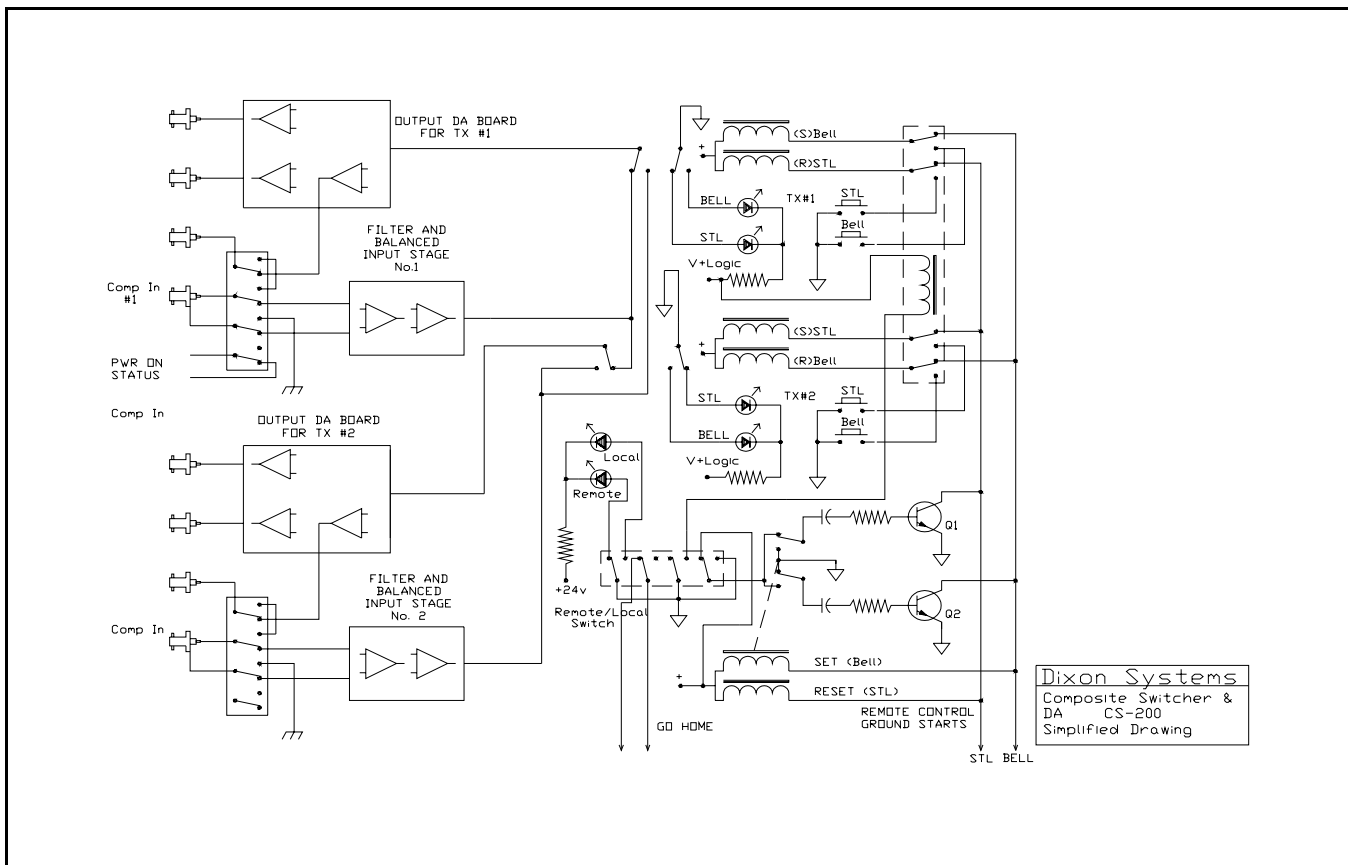 OUTPUT DA BOARD
FOR TX #1
FILTER AND
BALANCED
INPUT STAGE
No.1
Comp In
#1
PWR ON
STATUS
Comp In
OUTPUT DA BOARD
FOR TX #2
FILTER AND
BALANCED
INPUT STAGE
No. 2
Comp In
+
(S)Bell
(R)STL
BELL
TX#1
STL
STL
Bell
V+Logic
+
(S)STL
(R)Bell
STL
TX#2
BELL
STL
Bell
V+Logic
Local
Remote
+24v
Remote/Local
Switch
Q1
Q2
+
SET (Bell)
RESET (STL)
GO HOME
REMOTE CONTROL
GROUND STARTS
STL BELL
Dixon Systems
Composite Switcher &
DA CS-200
Simplified Drawing